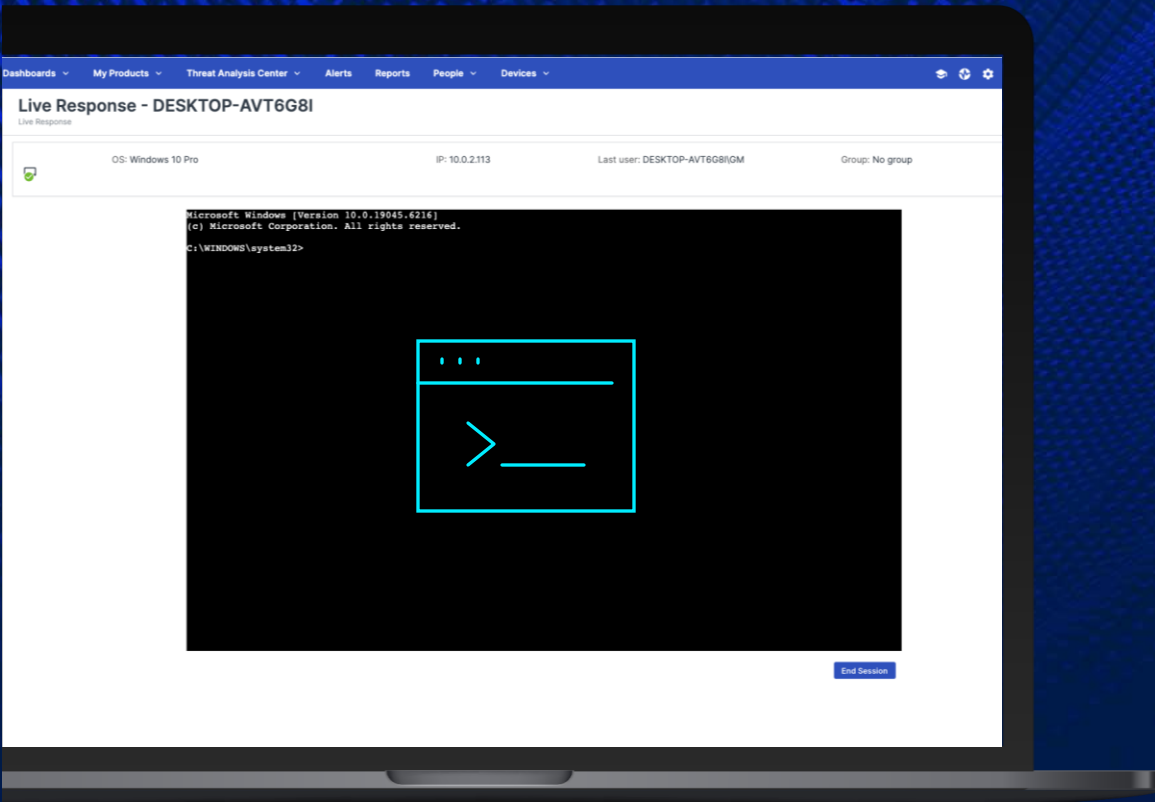 Dashboards My Products Threat Analysis Center Alerts Reports People Devices
Live Response - DESKTOP-AVT6G8I
Live Response
OS: Windows 10 Pro IP: 10.0.2.113 Last user: DESKTOP-AVT6G8I\GM Group: No group
Microsoft Windows [Version 10.0.19045.6216]
(c) Microsoft Corporation. All rights reserved.
C:\WINDOWS\system32>
End Session